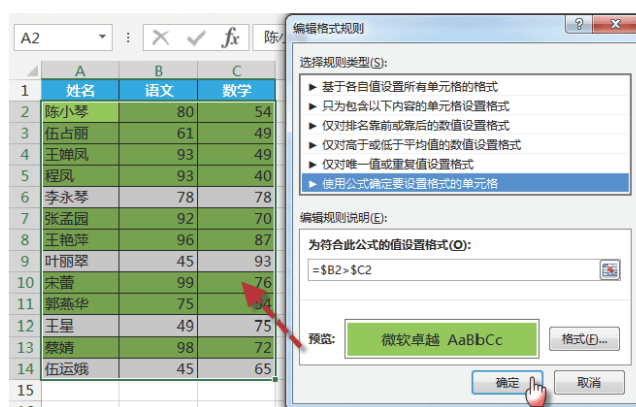 A2
fx
陈
编辑格式规则
?
选择规则类型(S):
► 基于各自值设置所有单元格的格式
► 只为包含以下内容的单元格设置格式
► 仅对排名靠前或靠后的数值设置格式
► 仅对高于或低于平均值的数值设置格式
► 仅对唯一值或重复值设置格式
► 使用公式确定要设置格式的单元格
编辑规则说明(E):
为符合此公式的值设置格式(O):
=$B2>$C2
预览:
微软卓越 AaBbCc
格式(F)...
确定
取消
A B C
1 姓名 语文 数学
2 陈小琴 80 54
3 伍占丽 61 49
4 王婵凤 93 49
5 程凤 93 40
6 李永琴 78 78
7 张孟园 92 70
8 王艳萍 96 87
9 叶丽翠 45 93
10 宋蕾 99 76
11 郭燕华 75
12 王星 49 75
13 蔡婧 98 72
14 伍运娥 45 65
15